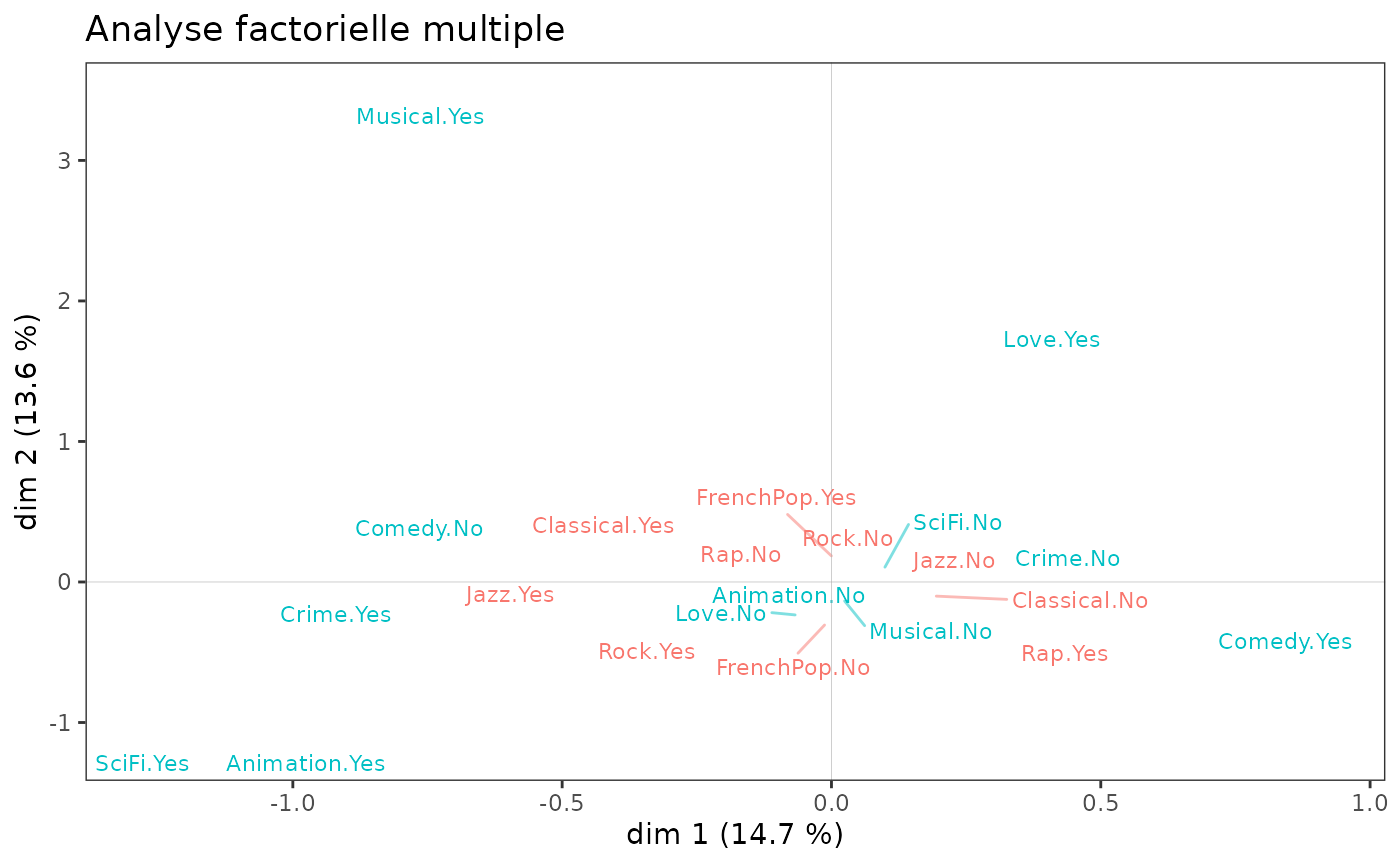 Analyse factorielle multiple
Musical.Yes
3
2
Love.Yes
1
FrenchPop.Yes
Comedy.No
Classical.Yes
SciFi.No
Rock.No
Rap.No
Jazz.No
Crime.No
0
Jazz.Yes
Animation.No
Classical.No
Crime.Yes
Love.No
Musical.No
Comedy.Yes
Rock.Yes
Rap.Yes
FrenchPop.No
-1
SciFi.Yes
Animation.Yes
-1.0
-0.5
0.0
0.5
1.0
dim 1 (14.7 %)
dim 2 (13.6 %)